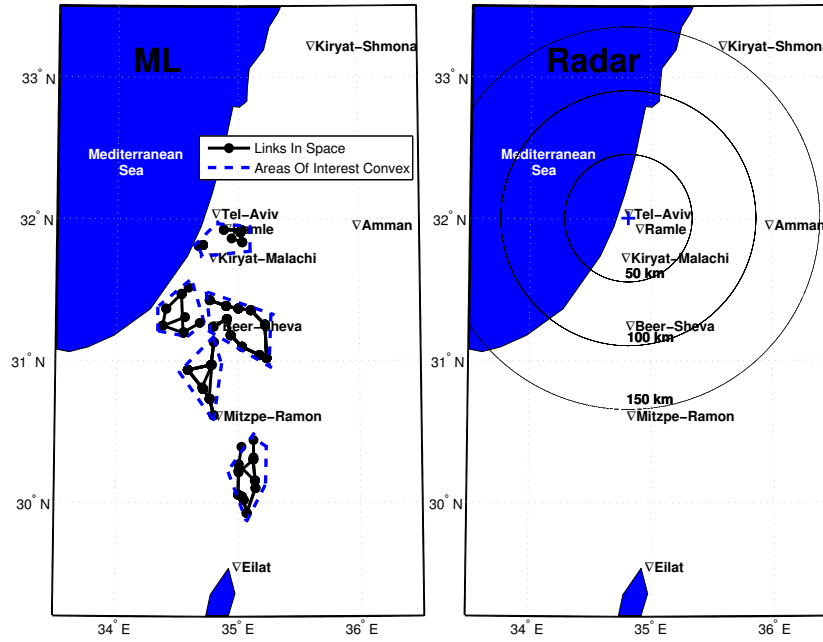 ML
▽Kiryat-Shmona
33° N
Links In Space
Areas Of Interest Convex
Mediterranean
Sea
32° N
▽Tel-Aviv
Ramle
▽Amman
▽Kiryat-Malachi
▽Beer-Sheva
31° N
▽Mitzpe-Ramon
30° N
▽Eilat
34° E
35° E
36° E
Radar
▽Kiryat-Shmona
33° N
Mediterranean
Sea
32° N
▽Tel-Aviv
▽Ramle
▽Amman
▽Kiryat-Malachi
50 km
▽Beer-Sheva
100 km
31° N
150 km
▽Mitzpe-Ramon
30° N
▽Eilat
34° E
35° E
36° E